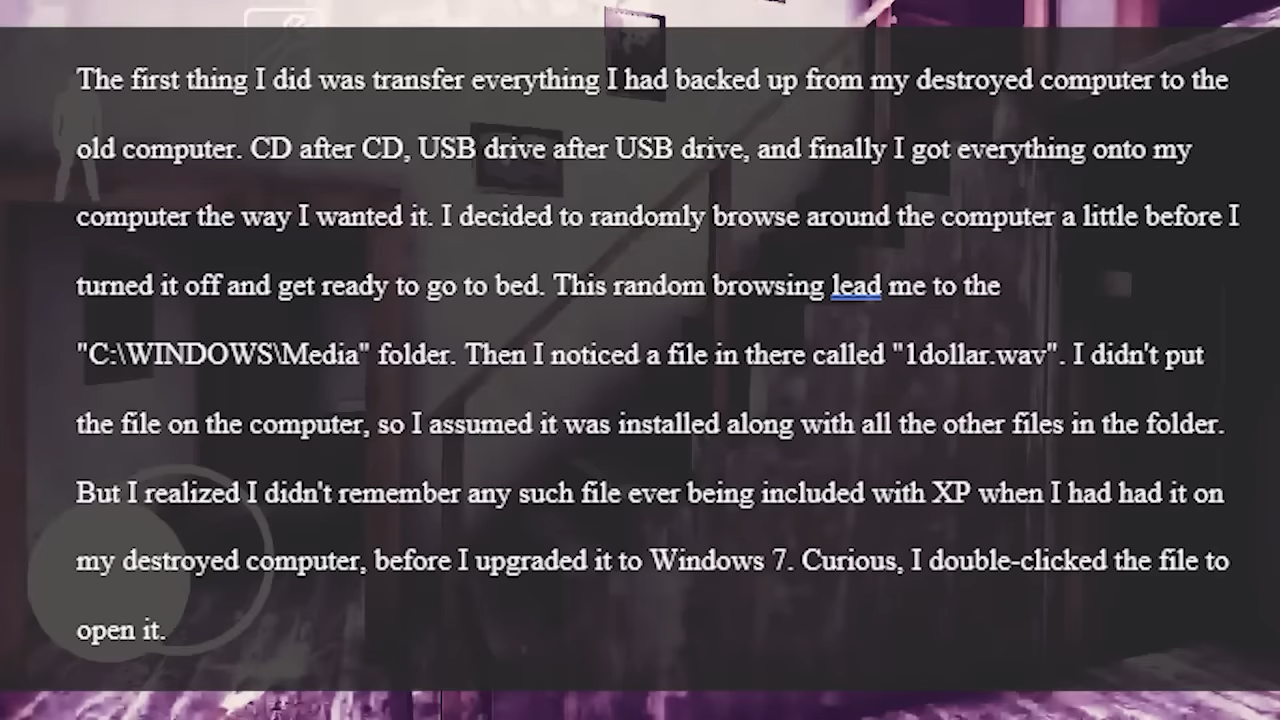 The first thing I did was transfer everything I had backed up from my destroyed computer to the
old computer. CD after CD, USB drive after USB drive, and finally I got everything onto my
computer the way I wanted it. I decided to randomly browse around the computer a little before I
turned it off and get ready to go to bed. This random browsing lead me to the
"C:\WINDOWS\Media" folder. Then I noticed a file in there called "1dollar.wav". I didn't put
the file on the computer, so I assumed it was installed along with all the other files in the folder.
But I realized I didn't remember any such file ever being included with XP when I had had it on
my destroyed computer, before I upgraded it to Windows 7. Curious, I double-clicked the file to
open it.